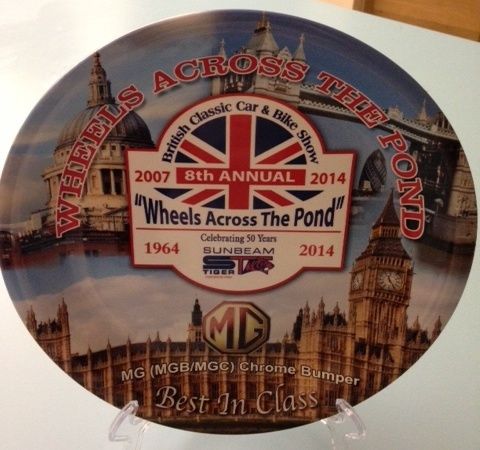 WHEELS ACROSS THE POND
British Classic Car & Bike Show
2007 8th ANNUAL 2014
"Wheels Across The Pond"
Celebrating 50 Years
1964 SUNBEAM 2014
TIGER
MG
MG (MGB/MGC) Chrome Bumper
Best In Class